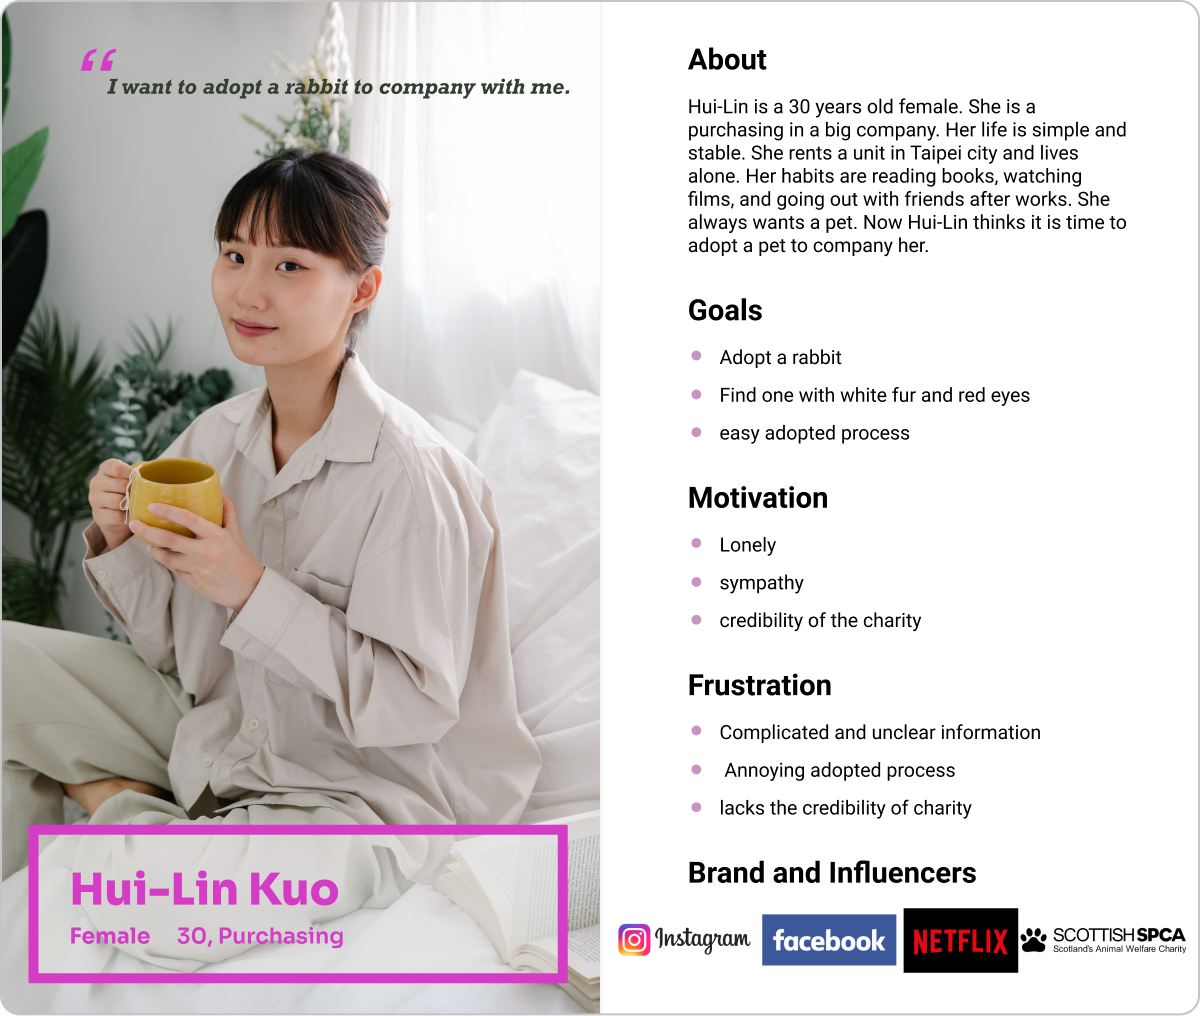 “
I want to adopt a rabbit to company with me.
Hui-Lin Kuo
Female 30, Purchasing
About
Hui-Lin is a 30 years old female. She is a
purchasing in a big company. Her life is simple and
stable. She rents a unit in Taipei city and lives
alone. Her habits are reading books, watching
films, and going out with friends after works. She
always wants a pet. Now Hui-Lin thinks it is time to
adopt a pet to company her.
Goals
Adopt a rabbit
Find one with white fur and red eyes
easy adopted process
Motivation
Lonely
sympathy
credibility of the charity
Frustration
Complicated and unclear information
Annoying adopted process
lacks the credibility of charity
Brand and Influencers
Instagram
facebook
NETFLIX
SCOTTISHSPCA
Scotland's Animal Welfare Charity